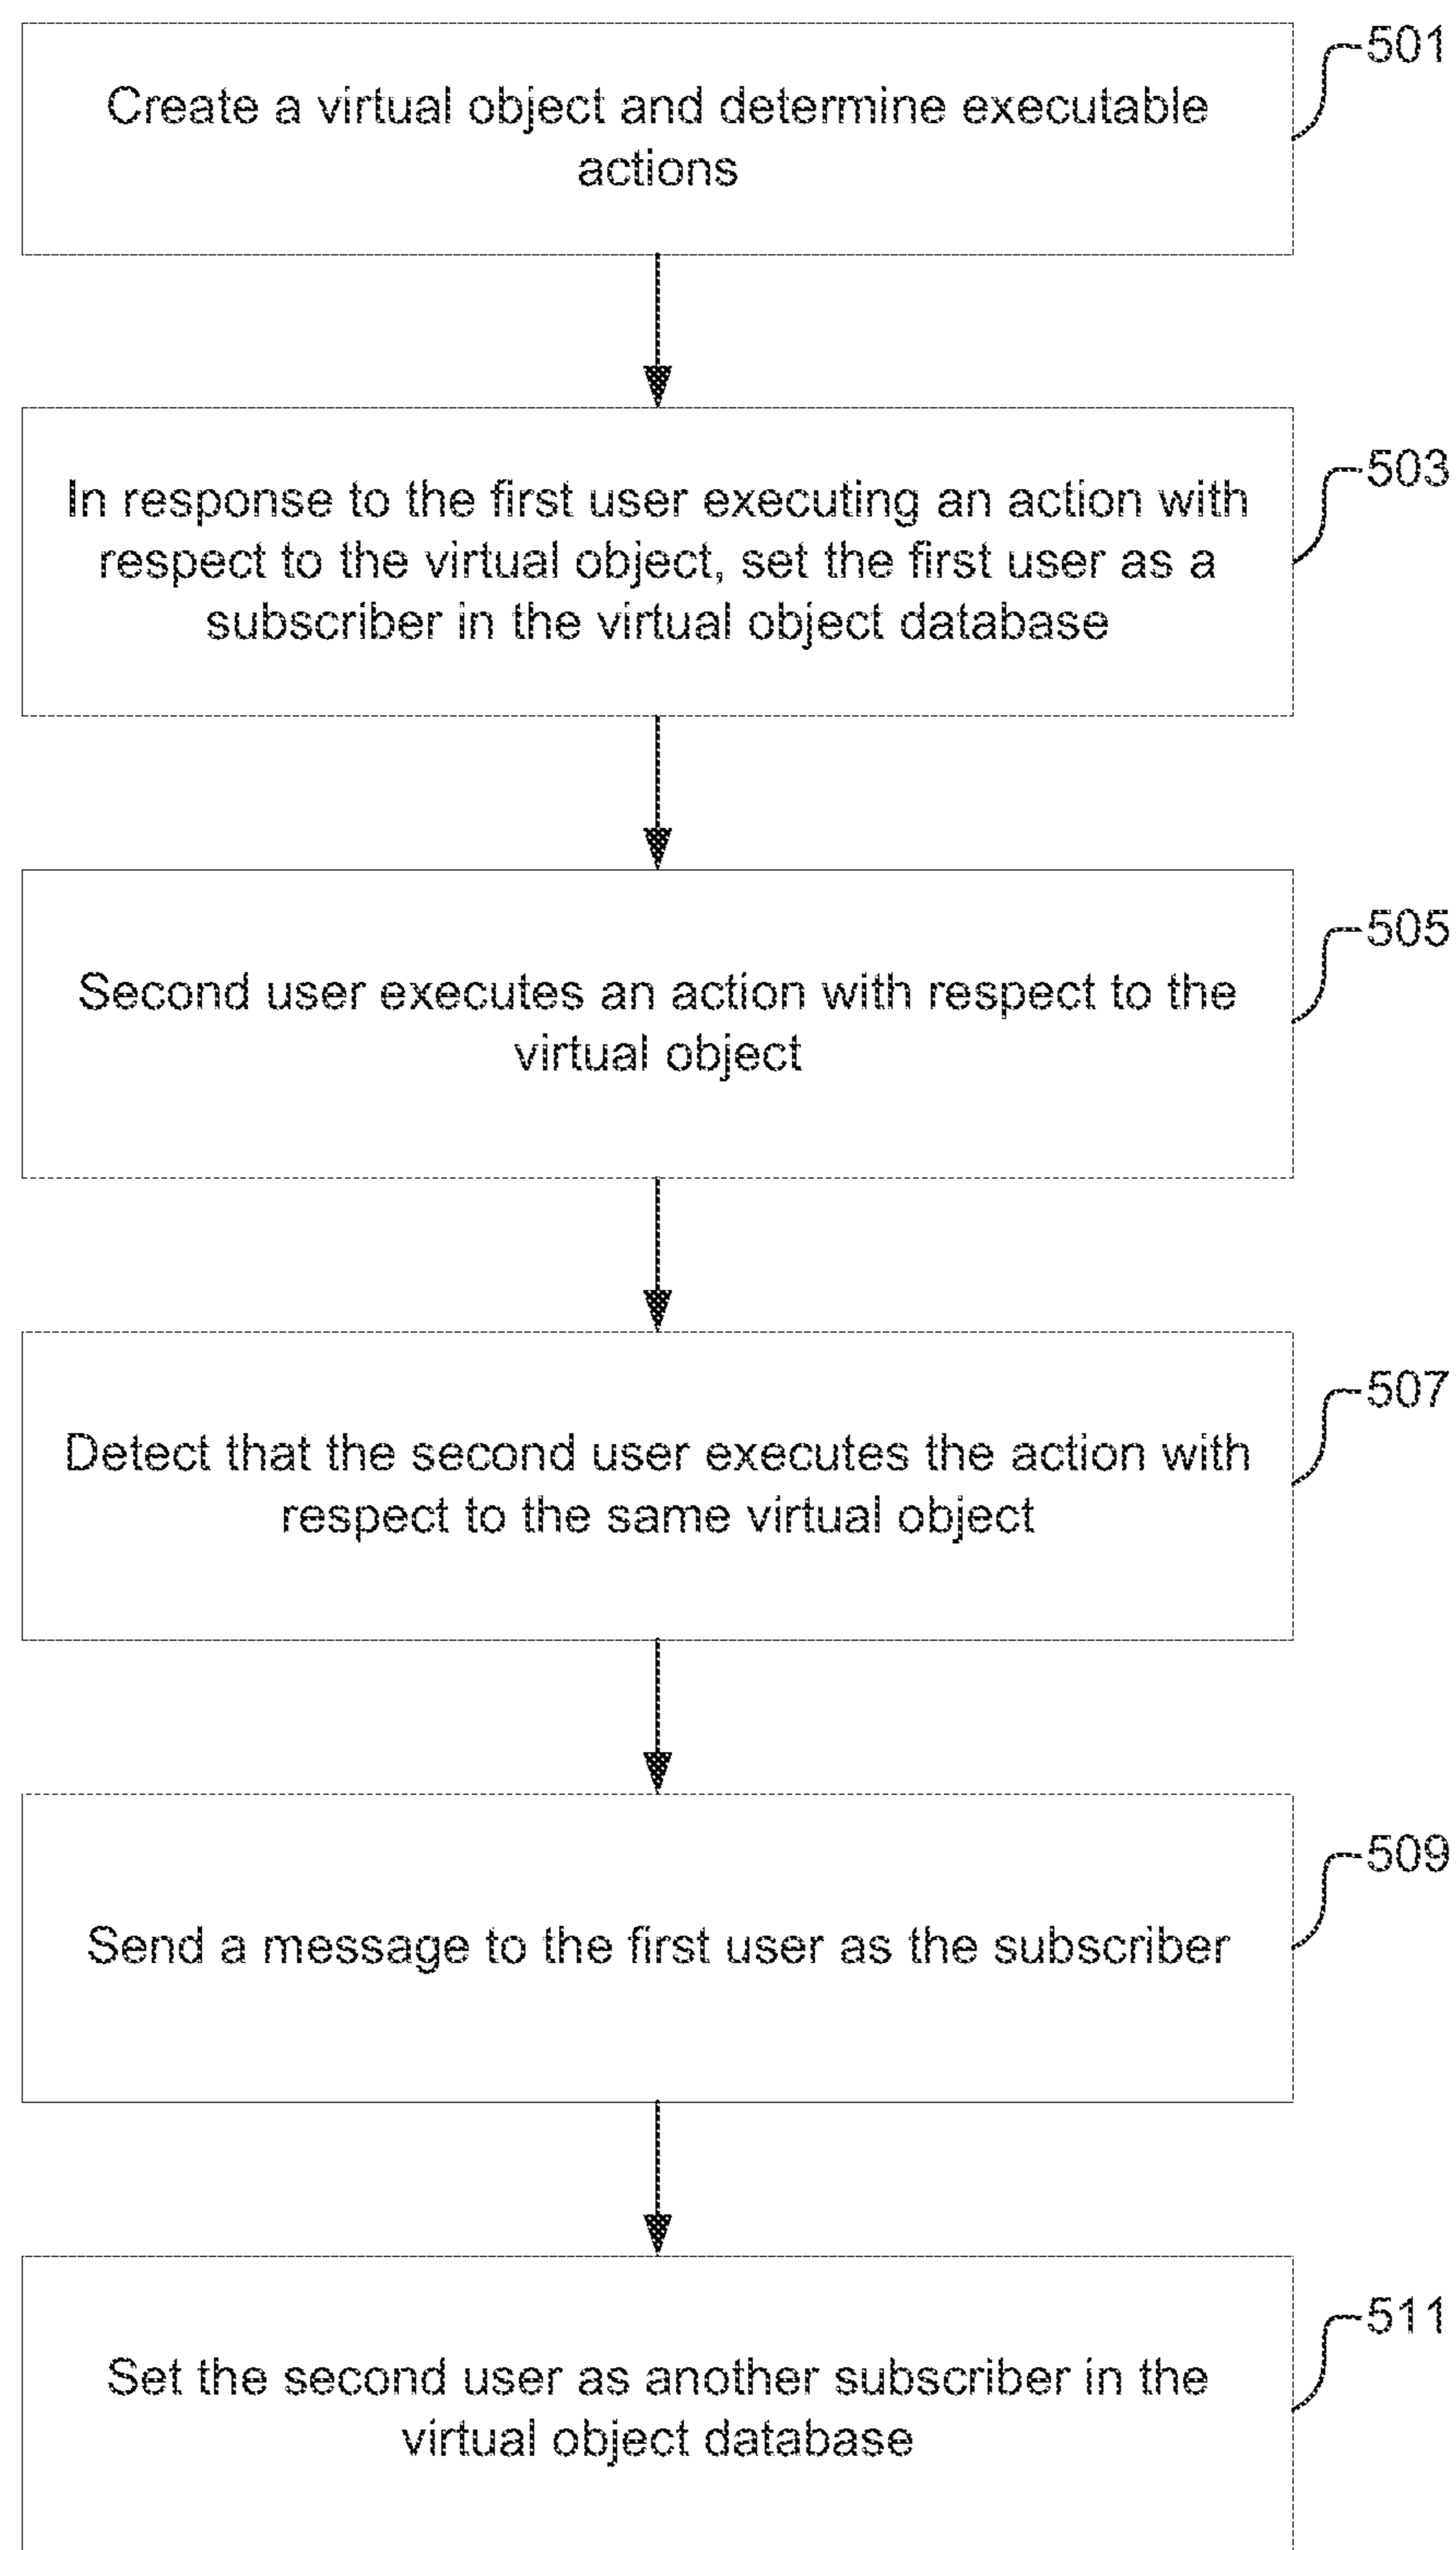 501
Create a virtual object and determine executable
actions
503
In response to the first user executing an action with
respect to the virtual object, set the first user as a
subscriber in the virtual object database
505
Second user executes an action with respect to the
virtual object
507
Detect that the second user executes the action with
respect to the same virtual object
509
Send a message to the first user as the subscriber
511
Set the second user as another subscriber in the
virtual object database